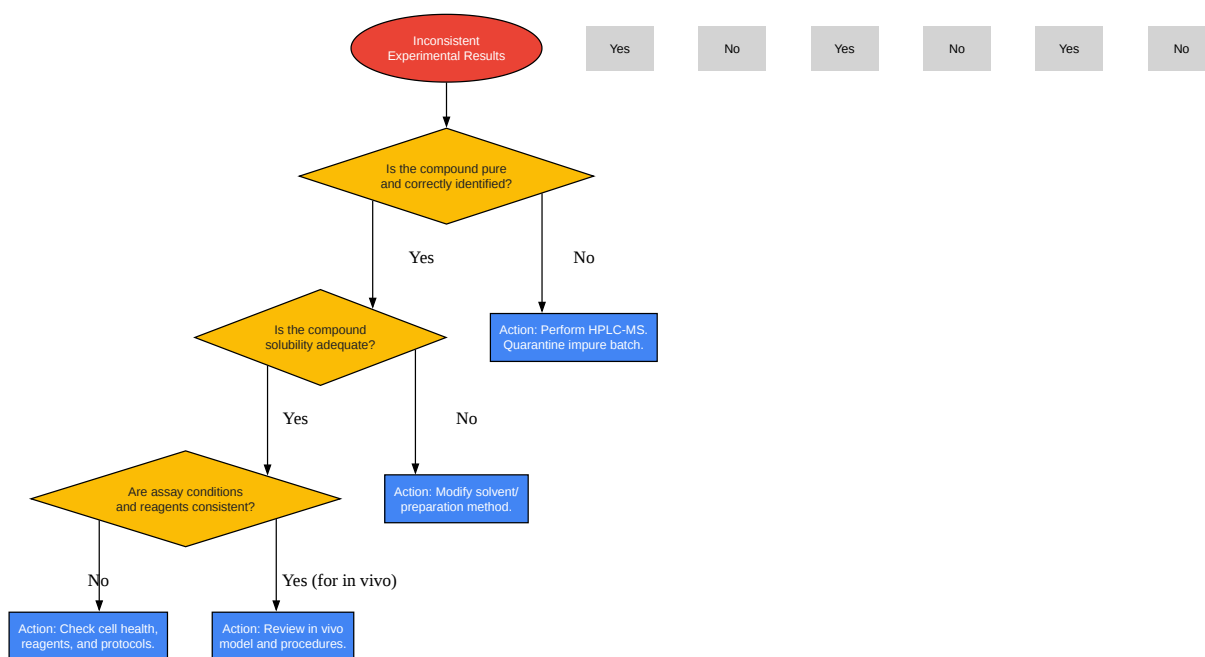 Inconsistent
Experimental Results
Yes
No
Yes
No
Yes
No
Is the compound pure
and correctly identified?
Yes
No
Is the compound
solubility adequate?
Action: Perform HPLC-MS.
Quarantine impure batch.
Yes
No
Are assay conditions
and reagents consistent?
Action: Modify solvent/
preparation method.
No
Yes (for in vivo)
Action: Check cell health,
reagents, and protocols.
Action: Review in vivo
model and procedures.